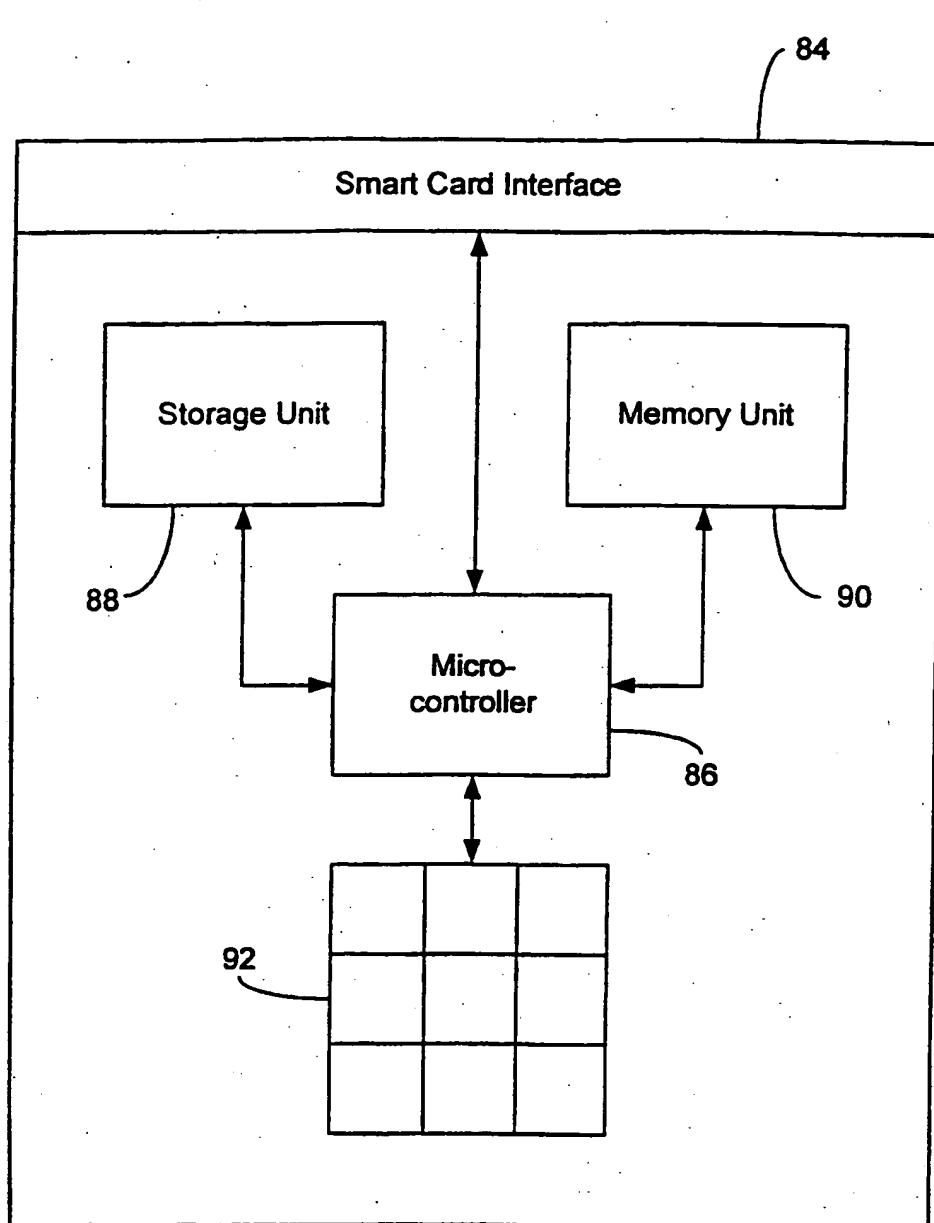 84
Smart Card Interface
Storage Unit
Memory Unit
88
90
Micro-
controller
86
92